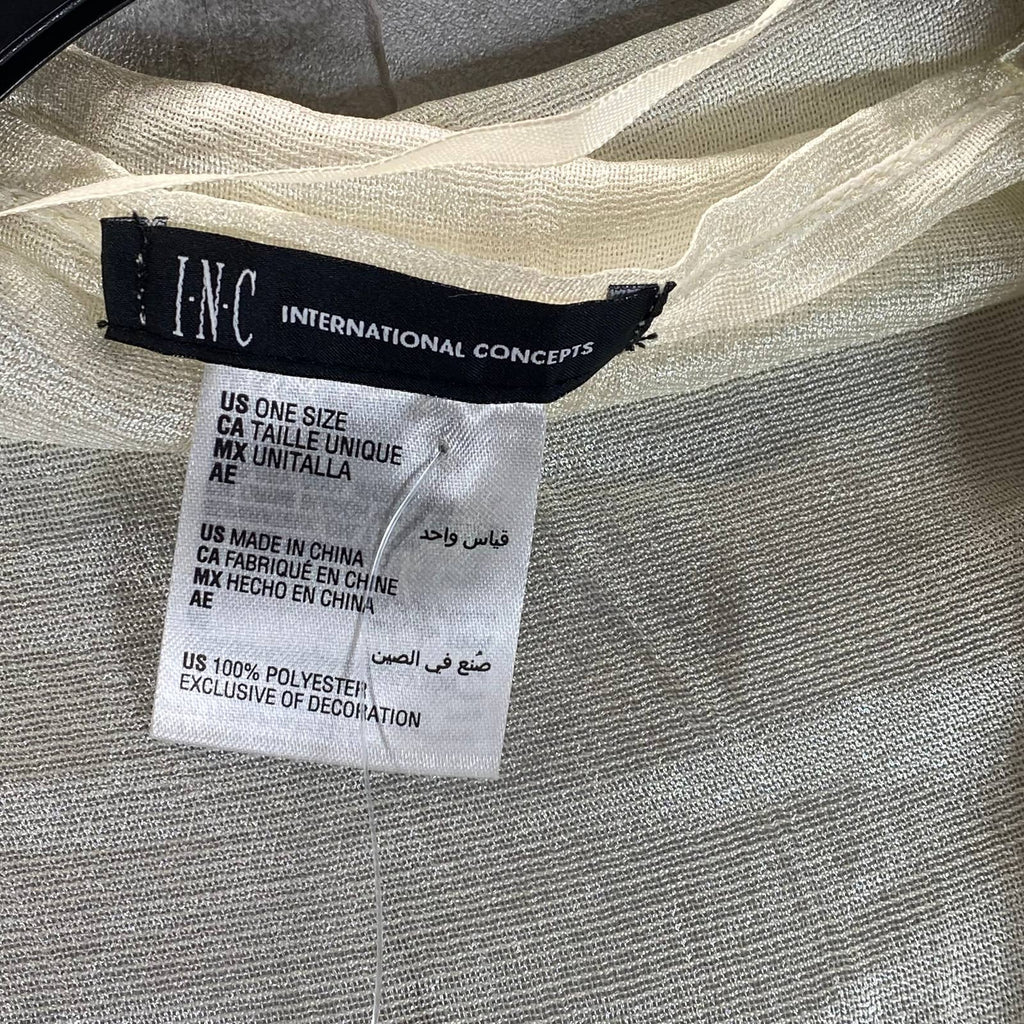 I·N·C INTERNATIONAL CONCEPTS
US ONE SIZE
CA TAILLE UNIQUE
MX UNITALLA
AE
قياس واحد
US MADE IN CHINA
CA FABRIQUÉ EN CHINE
MX HECHO EN CHINA
AE
صُنع في الصين
US 100% POLYESTER
EXCLUSIVE OF DECORATION